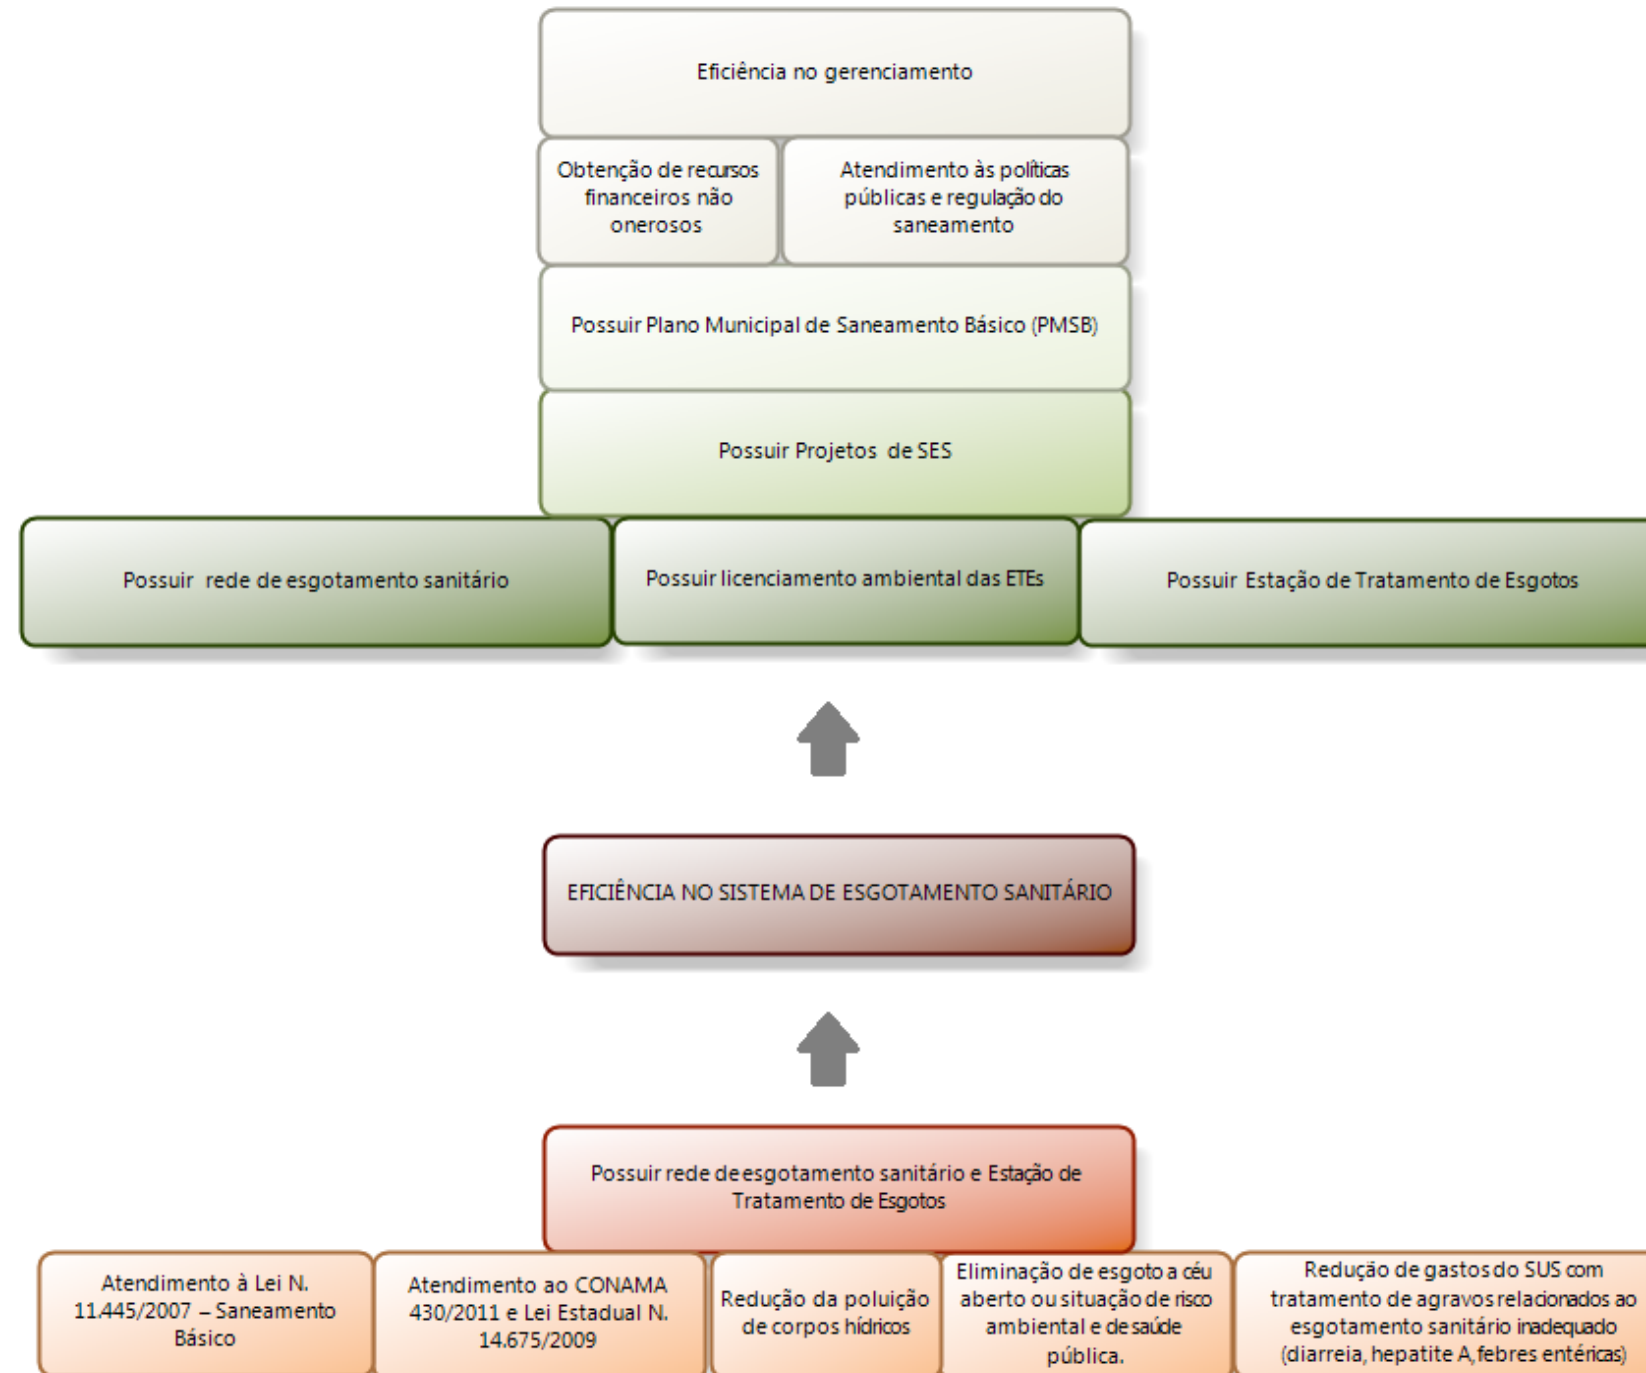 Eficiência no gerenciamento
Obtenção de recursos
financeiros não
onerosos
Atendimento às políticas
públicas e regulação do
saneamento
Possuir Plano Municipal de Saneamento Básico (PMSB)
Possuir Projetos de SES
Possuir rede de esgotamento sanitário
Possuir licenciamento ambiental das ETEs
Possuir Estação de Tratamento de Esgotos
EFICIÊNCIA NO SISTEMA DE ESGOTAMENTO SANITÁRIO
Possuir rede de esgotamento sanitário e Estação de
Tratamento de Esgotos
Atendimento à Lei N.
11.445/2007 – Saneamento
Básico
Atendimento ao CONAMA
430/2011 e Lei Estadual N.
14.675/2009
Redução da poluição
de corpos hídricos
Eliminação de esgoto a céu
aberto ou situação de risco
ambiental e de saúde
pública.
Redução de gastos do SUS com
tratamento de agravos relacionados ao
esgotamento sanitário inadequado
(diarreia, hepatite A, febres entéricas)